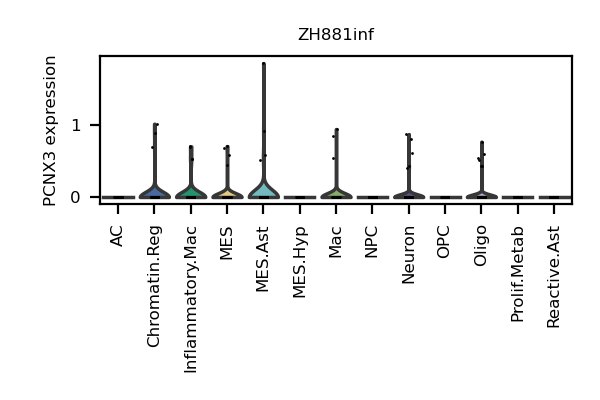 ZH881inf
PCNX3 expression
1
0
AC
Chromatin.Reg
Inflammatory.Mac
MES
MES.Ast
MES.Hyp
Mac
NPC
Neuron
OPC
Oligo
Prolif.Metab
Reactive.Ast